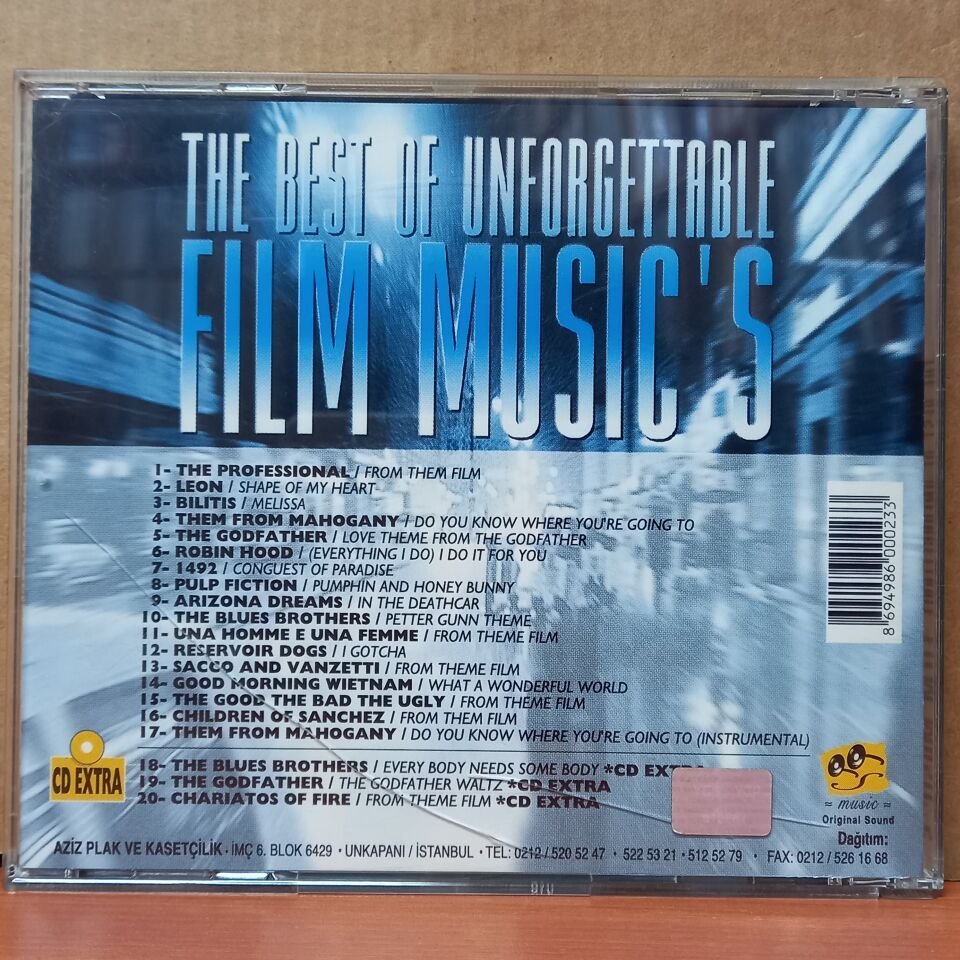 THE BEST OF UNFORGETTABLE
FILM MUSIC'S
1- THE PROFESSIONAL / FROM THEM FILM
2- LEON / SHAPE OF MY HEART
3- BILITIS / MELISSA
4- THEM FROM MAHOGANY / DO YOU KNOW WHERE YOU'RE GOING TO
5- THE GODFATHER / LOVE THEME FROM THE GODFATHER
6- ROBIN HOOD / (EVERYTHING I DO) I DO IT FOR YOU
7- 1492 / CONQUEST OF PARADISE
8- PULP FICTION / PUMPHIN AND HONEY BUNNY
9- ARIZONA DREAMS / IN THE DEATHCAR
10- THE BLUES BROTHERS / PETTER GUNN THEME
11- UNA HOMME E UNA FEMME / FROM THEME FILM
12- RESERVOIR DOGS / I GOTCHA
13- SACCO AND VANZETTI / FROM THEME FILM
14- GOOD MORNING WIETNAM / WHAT A WONDERFUL WORLD
15- THE GOOD THE BAD THE UGLY / FROM THEME FILM
16- CHILDREN OF SANCHEZ / FROM THEM FILM
17- THEM FROM MAHOGANY / DO YOU KNOW WHERE YOU'RE GOING TO (INSTRUMENTAL)
18- THE BLUES BROTHERS / EVERY BODY NEEDS SOME BODY *CD EXTRA
19- THE GODFATHER / THE GODFATHER WALTZ *CD EXTRA
20- CHARIATOS OF FIRE / FROM THEME FILM *CD EXTRA
CD EXTRA
8 694986 000233
≈ music ≈
Original Sound
Dağıtım:
AZİZ PLAK VE KASETÇİLİK · İMÇ 6. BLOK 6429 · UNKAPANI / İSTANBUL · TEL: 0212 / 520 52 47 · 522 53 21 · 512 52 79 · FAX: 0212 / 526 16 68